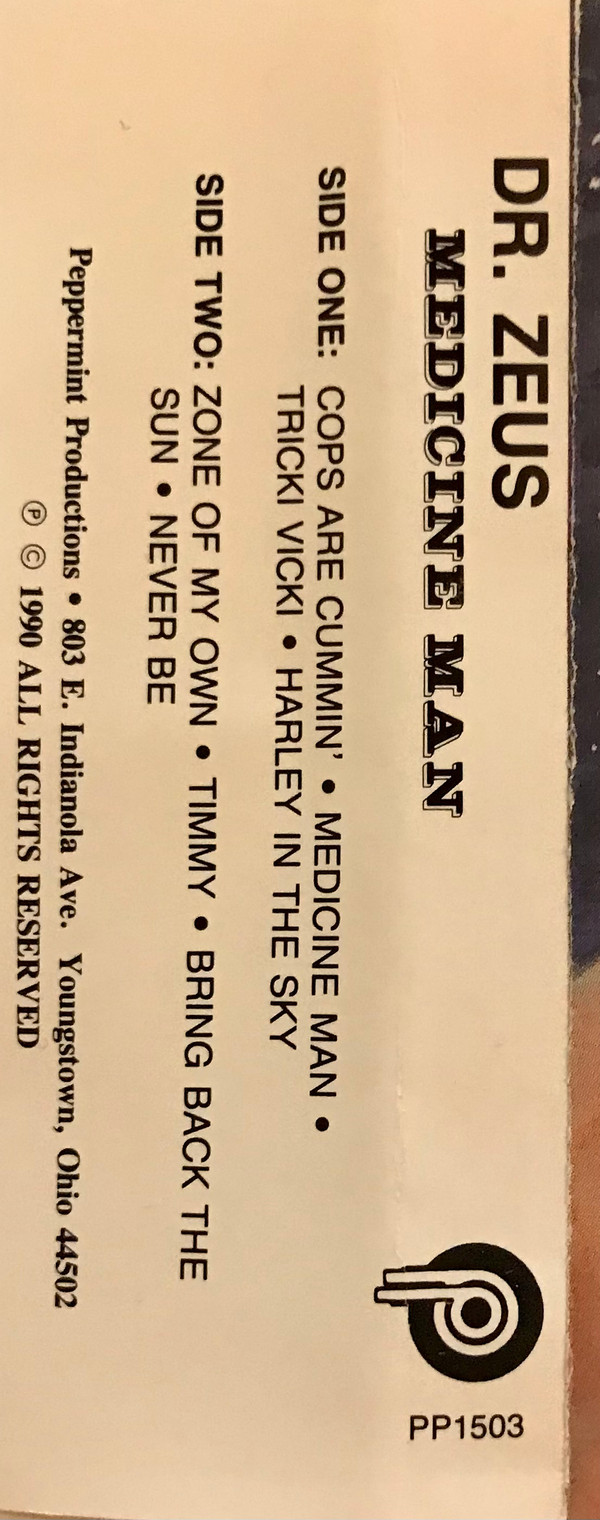 DR. ZEUS
MEDICINE MAN
SIDE ONE: COPS ARE CUMMIN' • MEDICINE MAN •
TRICKI VICKI • HARLEY IN THE SKY
SIDE TWO: ZONE OF MY OWN • TIMMY • BRING BACK THE
SUN • NEVER BE
Peppermint Productions • 803 E. Indianola Ave. Youngstown, Ohio 44502
℗ © 1990 ALL RIGHTS RESERVED
PP1503